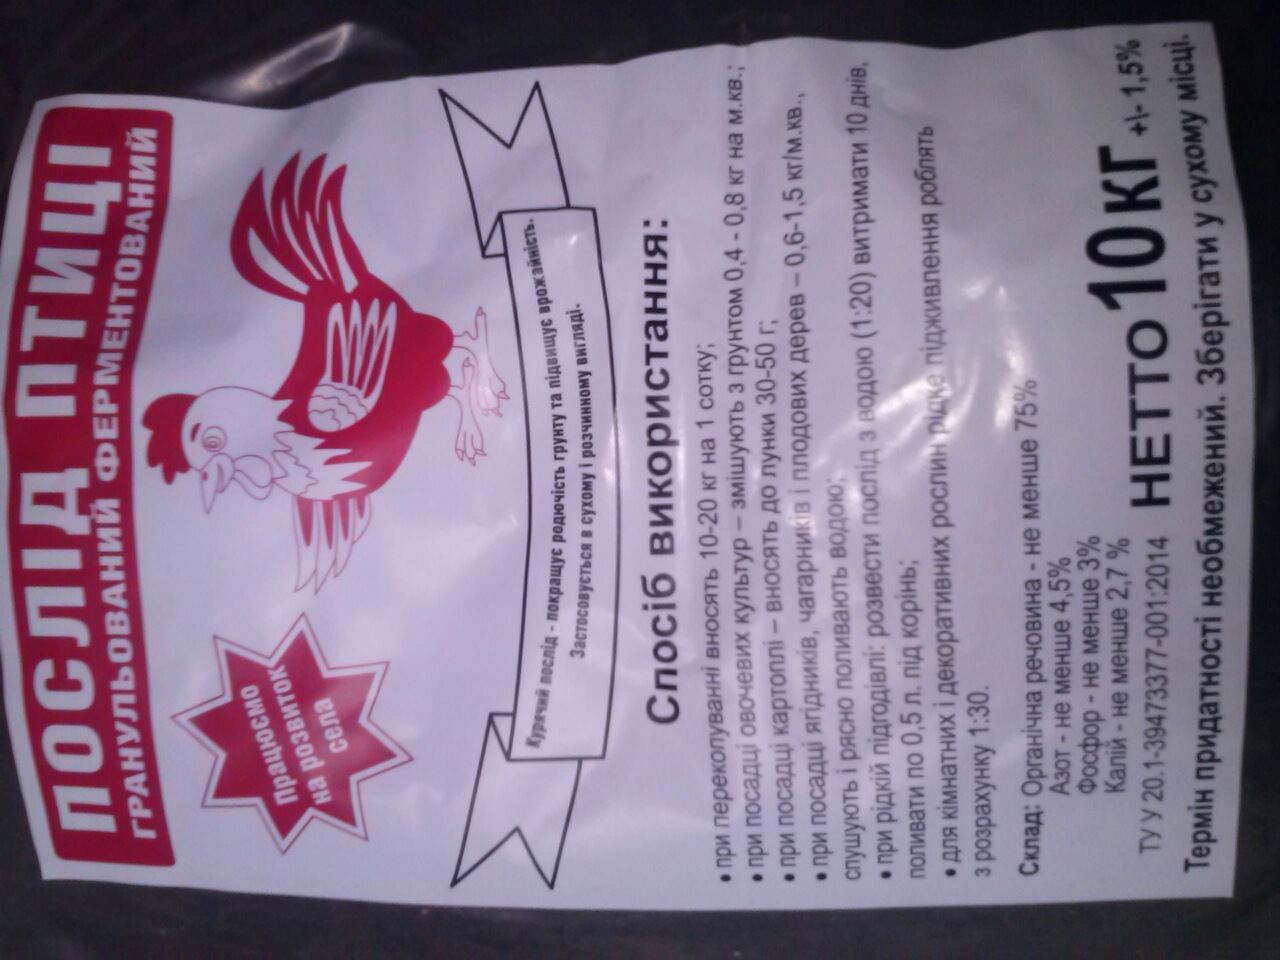 ПОСЛІД ПТИЦІ
ГРАНУЛЬОВАНИЙ ФЕРМЕНТОВАНИЙ
Працюємо
на розвиток
села
Курячий послід - покращує родючість грунту та підвищує врожайність.
Застосовується в сухому і розчинному вигляді.
Спосіб використання:
• при перекопуванні вносять 10-20 кг на 1 сотку;
• при посадці овочевих культур – змішують з грунтом 0,4 - 0,8 кг на м.кв.;
• при посадці картоплі – вносять до лунки 30-50 г;
• при посадці ягідників, чагарників і плодових дерев – 0,6-1,5 кг/м.кв.,
спушують і рясно поливають водою;
• при рідкій підгодівлі: розвести послід з водою (1:20) витримати 10 днів,
поливати по 0,5 л. під корінь;
• для кімнатних і декоративних рослин рідке підживлення роблять
з розрахунку 1:30.
Склад: Органічна речовина - не менше 75%
Азот - не менше 4,5%
Фосфор - не менше 3%
Калій - не менше 2,7 %
ТУ У 20.1-39473377-001:2014 НЕТТО 10 КГ +\- 1,5%
Термін придатності необмежений. Зберігати у сухому місці.